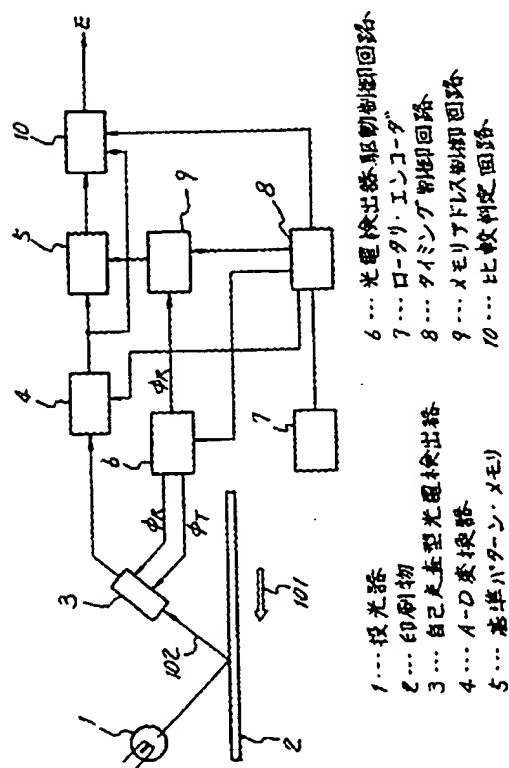 E
10
5
9
4
8
φR
6
7
φR
φT
3
102
101
1
2
1…投光器
2…印刷物
3…自己走査型光電検出器
4…A-D変換器
5…基準パターン・メモリ
6…光電検出器駆動制御回路
7…ロータリ・エンコーダ
8…タイミング制御回路
9…メモリアドレス制御回路
10…比較判定回路